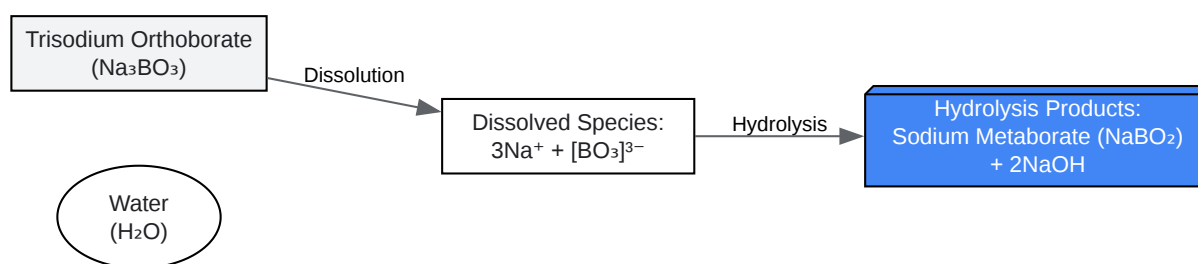 Trisodium Orthoborate
(Na₃BO₃)
Dissolution
Dissolved Species:
3Na⁺ + [BO₃]³⁻
Hydrolysis
Hydrolysis Products:
Sodium Metaborate (NaBO₂)
+ 2NaOH
Water
(H₂O)